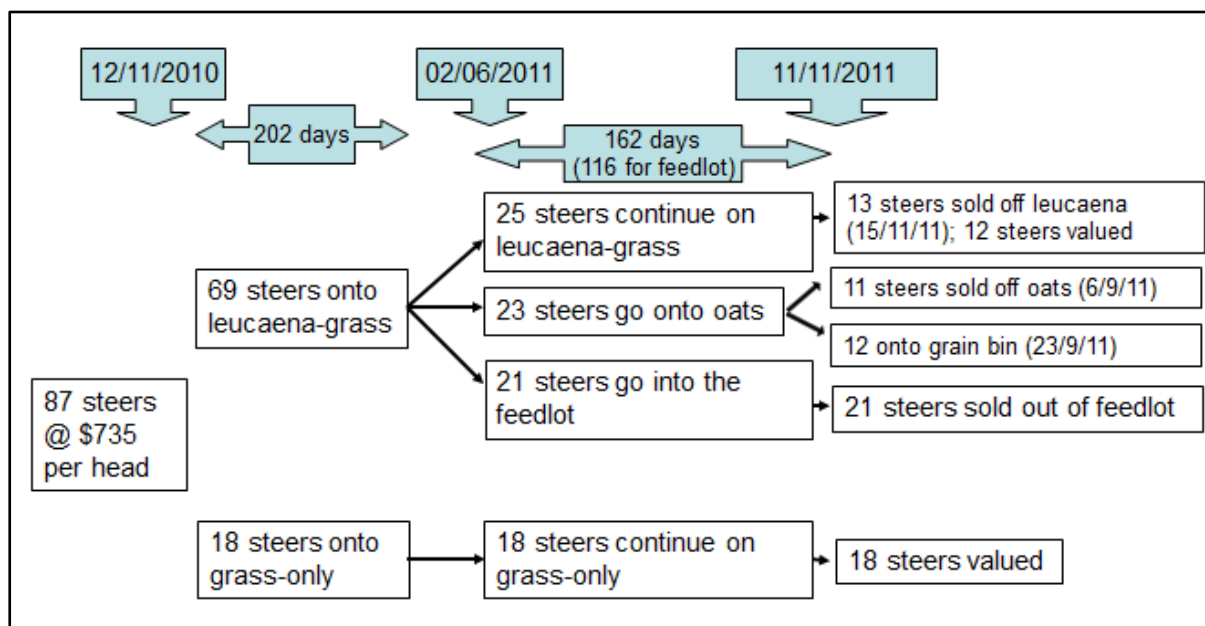 12/11/2010
02/06/2011
11/11/2011
202 days
162 days
(116 for feedlot)
25 steers continue on
leucaena-grass
13 steers sold off leucaena
(15/11/11); 12 steers valued
69 steers onto
leucaena-grass
23 steers go onto oats
11 steers sold off oats (6/9/11)
12 onto grain bin (23/9/11)
21 steers go into the
feedlot
21 steers sold out of feedlot
87 steers
@ $735
per head
18 steers onto
grass-only
18 steers continue on
grass-only
18 steers valued